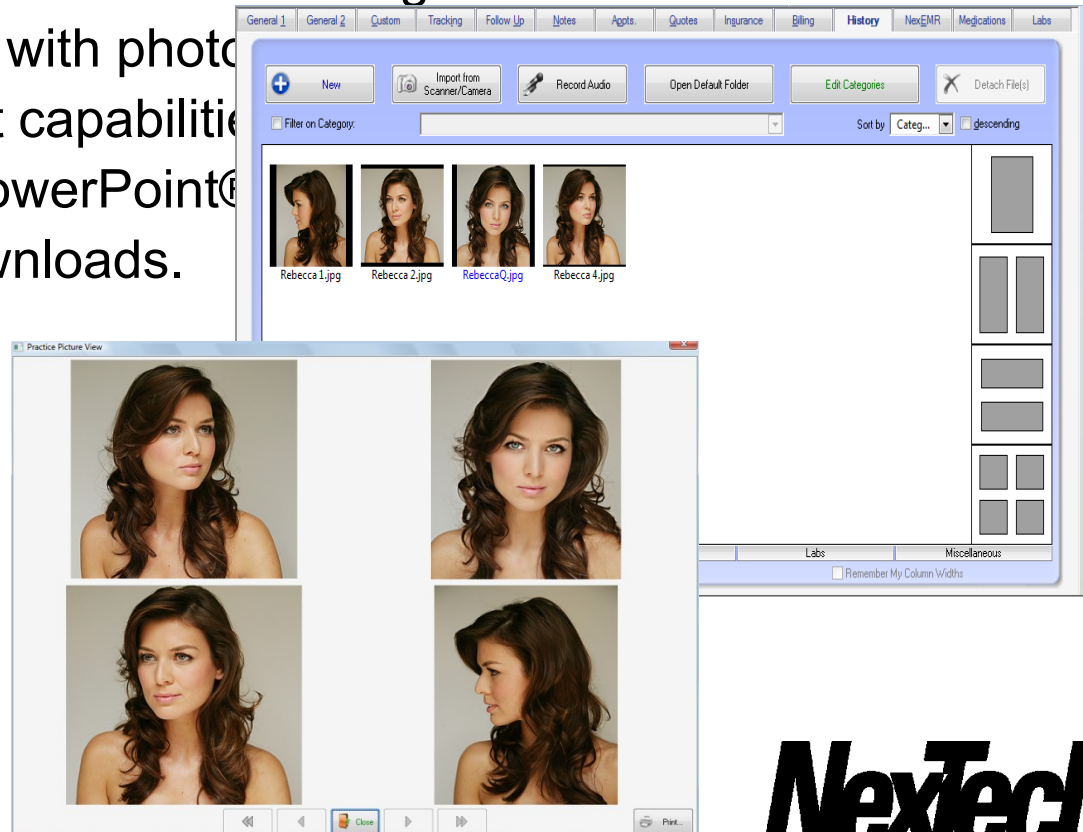 with photo
capabilitie
owerPoint®
wnloads.
General 1 General 2 Custom Tracking Follow Up Notes Appts. Quotes Insurance Billing History NexEMR Medications Labs
New Import from Scanner/Camera Record Audio Open Default Folder Edit Categories Detach File(s)
Filter on Category: Sort by Categ... descending
Rebecca 1.jpg Rebecca 2.jpg RebeccaQ.jpg Rebecca 4.jpg
Labs Miscellaneous
Remember My Column Widths
Practice Picture View
Close Print...
NexTech